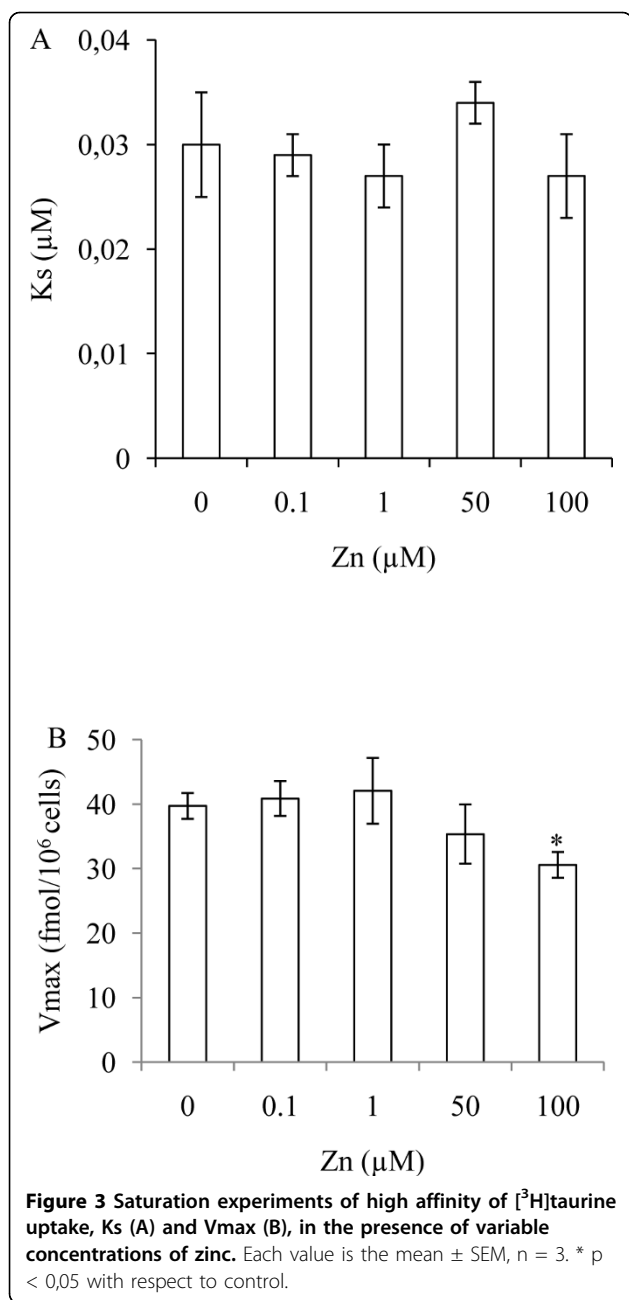 A
0,04
0,03
0,02
0,01
0
Ks (µM)
0 0.1 1 50 100
Zn (µM)
B
50
40
30
20
10
0
Vmax (fmol/10⁶ cells)
*
0 0.1 1 50 100
Zn (µM)
Figure 3 Saturation experiments of high affinity of [³H]taurine
uptake, Ks (A) and Vmax (B), in the presence of variable
concentrations of zinc. Each value is the mean ± SEM, n = 3. * p
< 0,05 with respect to control.